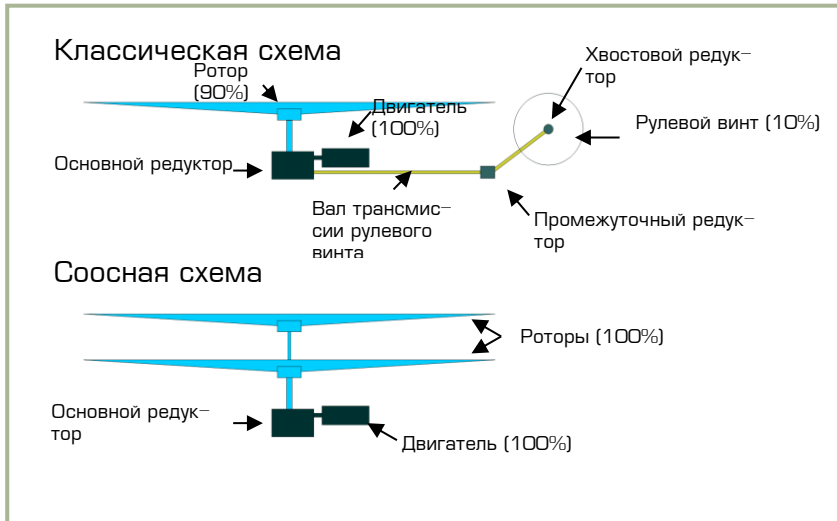 Классическая схема
Ротор
(90%)
Двигатель
(100%)
Хвостовой редук-
тор
Рулевой винт (10%)
Основной редуктор
Вал трансмис-
сии рулевого
винта
Промежуточный редук-
тор
Соосная схема
Роторы (100%)
Основной редук-
тор
Двигатель (100%)